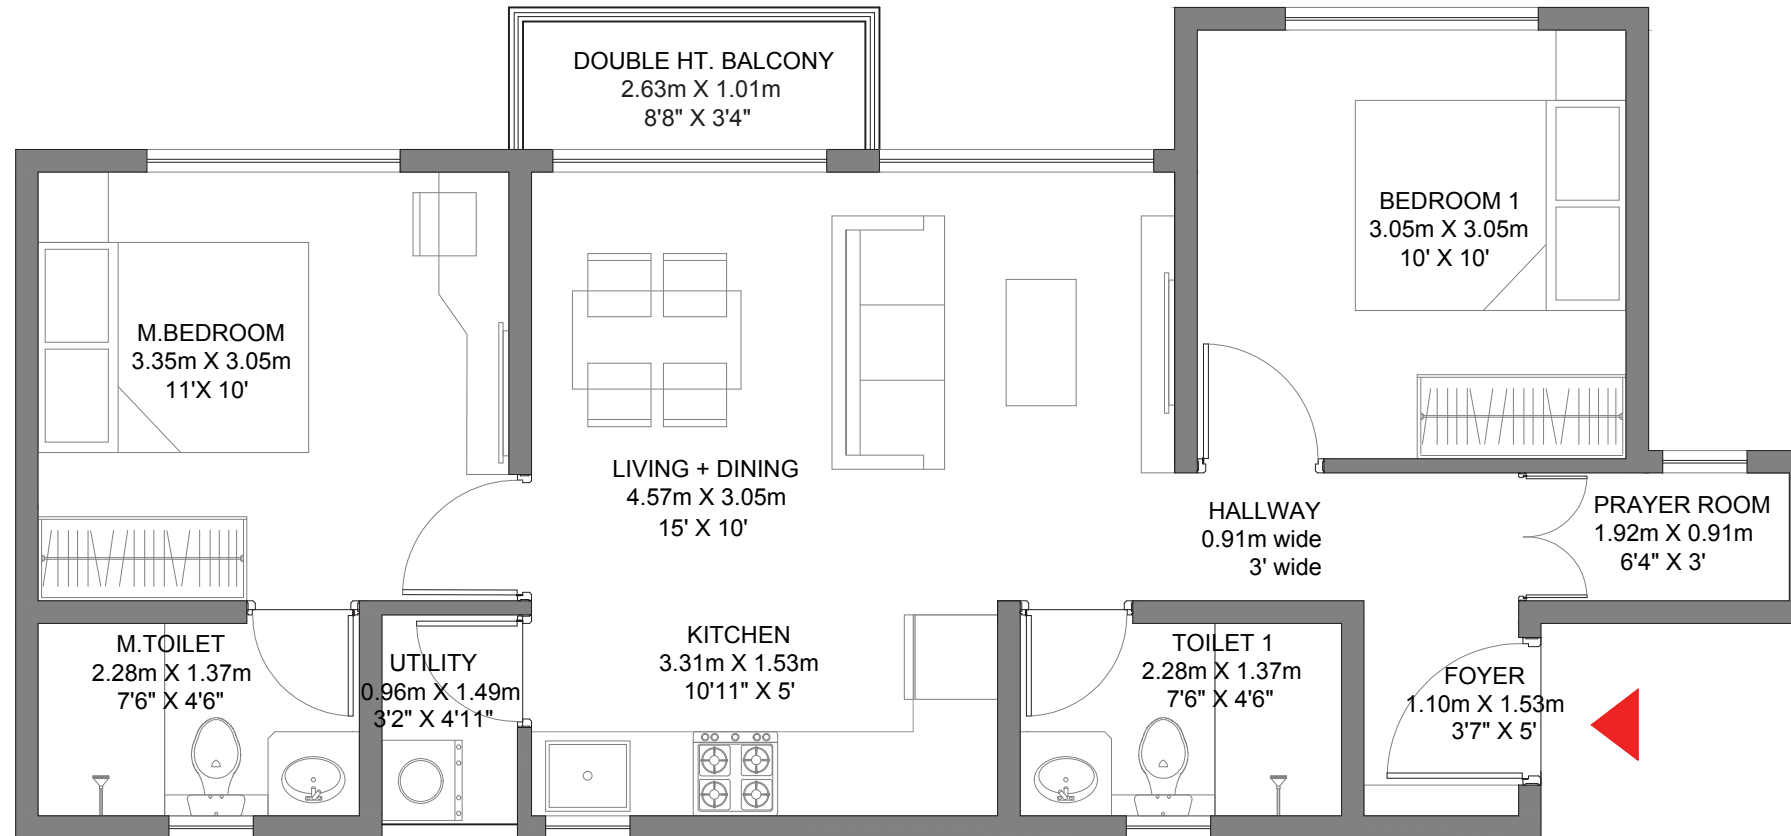 DOUBLE HT. BALCONY
2.63m X 1.01m
8'8" X 3'4"
BEDROOM 1
3.05m X 3.05m
10' X 10'
M.BEDROOM
3.35m X 3.05m
11'X 10'
LIVING + DINING
4.57m X 3.05m
15' X 10'
HALLWAY
0.91m wide
3' wide
PRAYER ROOM
1.92m X 0.91m
6'4" X 3'
M.TOILET
2.28m X 1.37m
7'6" X 4'6"
UTILITY
0.96m X 1.49m
3'2" X 4'11"
KITCHEN
3.31m X 1.53m
10'11" X 5'
TOILET 1
2.28m X 1.37m
7'6" X 4'6"
FOYER
1.10m X 1.53m
3'7" X 5'